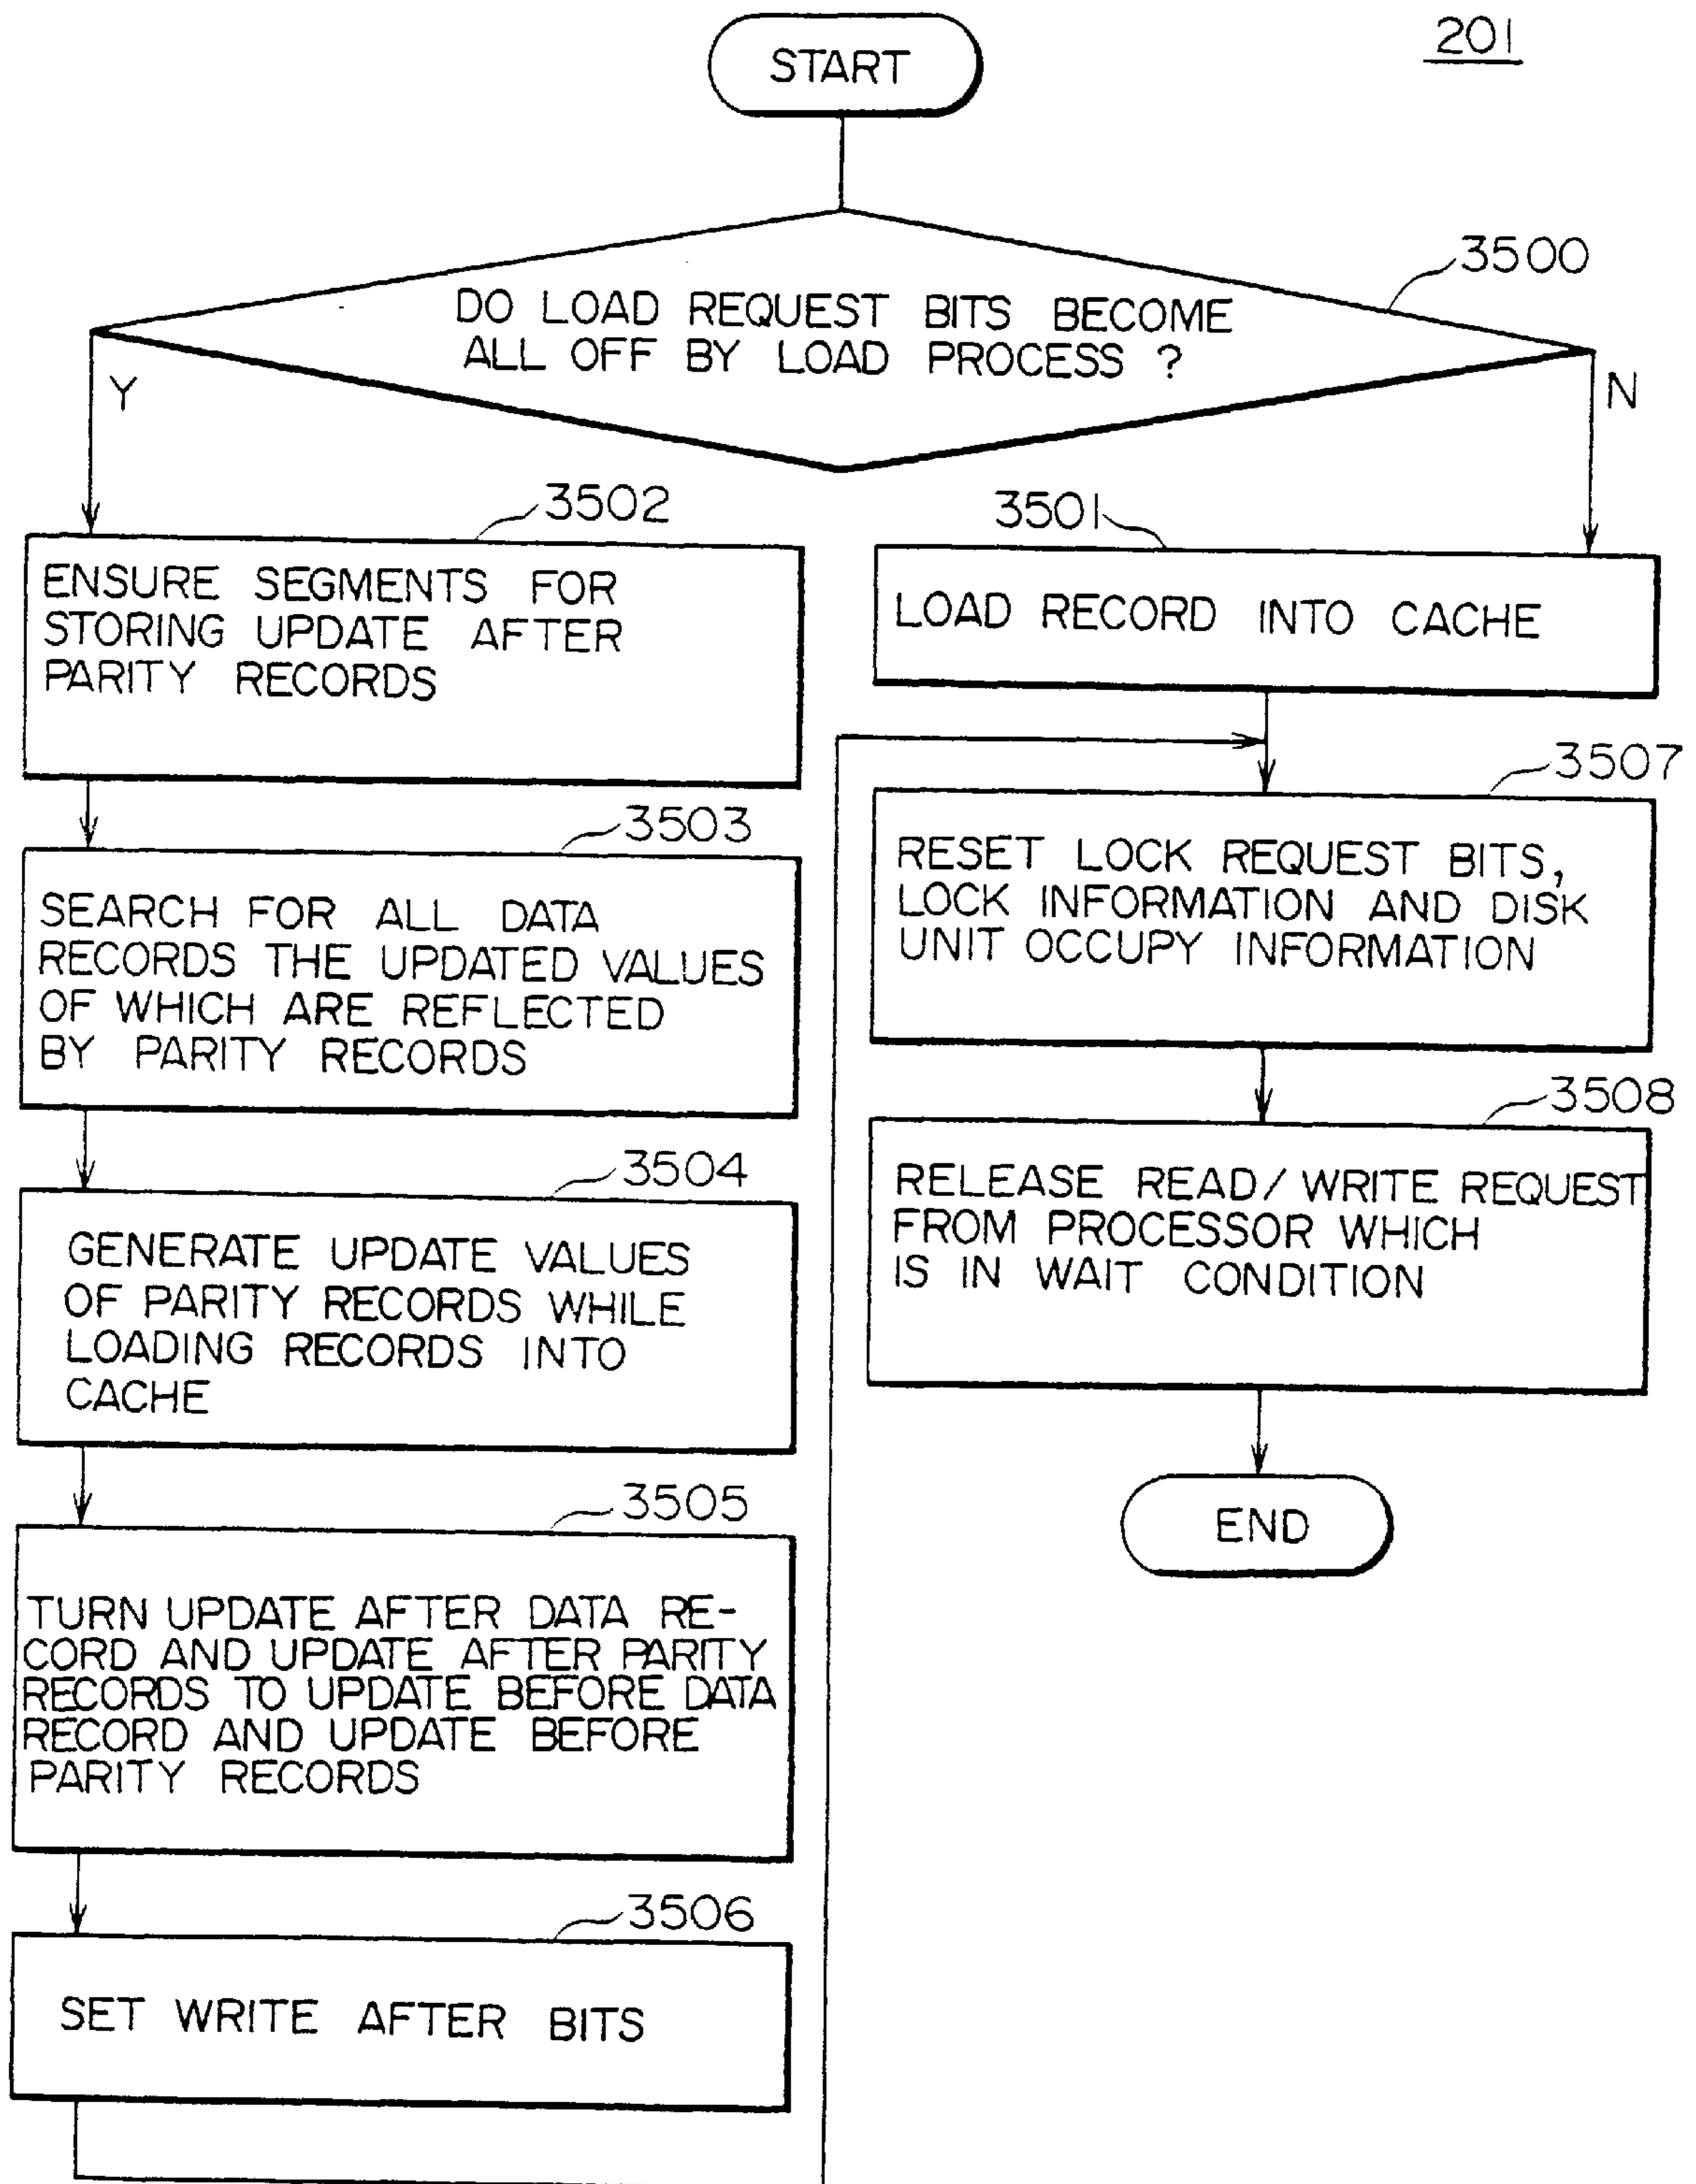 201
START
3500
DO LOAD REQUEST BITS BECOME
ALL OFF BY LOAD PROCESS ?
Y
N
3502
ENSURE SEGMENTS FOR
STORING UPDATE AFTER
PARITY RECORDS
3503
SEARCH FOR ALL DATA
RECORDS THE UPDATED VALUES
OF WHICH ARE REFLECTED
BY PARITY RECORDS
3504
GENERATE UPDATE VALUES
OF PARITY RECORDS WHILE
LOADING RECORDS INTO
CACHE
3505
TURN UPDATE AFTER DATA RE-
CORD AND UPDATE AFTER PARITY
RECORDS TO UPDATE BEFORE DATA
RECORD AND UPDATE BEFORE
PARITY RECORDS
3506
SET WRITE AFTER BITS
3501
LOAD RECORD INTO CACHE
3507
RESET LOCK REQUEST BITS,
LOCK INFORMATION AND DISK
UNIT OCCUPY INFORMATION
3508
RELEASE READ/WRITE REQUEST
FROM PROCESSOR WHICH
IS IN WAIT CONDITION
END